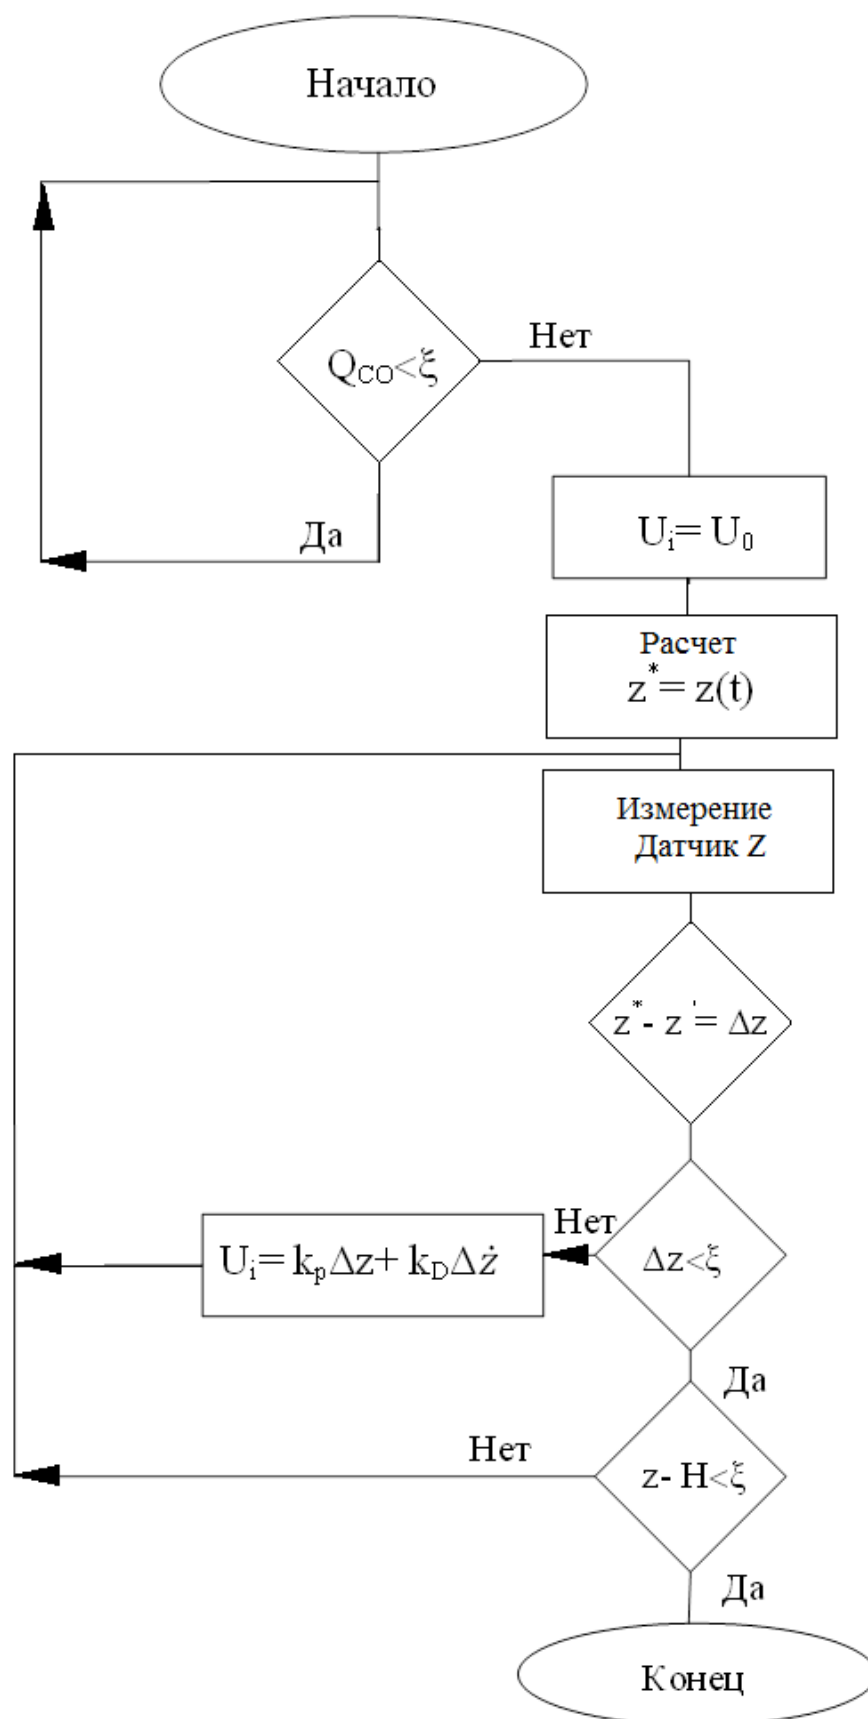 Начало
Нет
Q_CO<ξ
Да
U_i= U_0
Расчет
z^*= z(t)
Измерение
Датчик Z
z^*- z'= Δz
Нет
U_i= k_pΔz+ k_DΔż
Δz<ξ
Да
Нет
z- H<ξ
Да
Конец